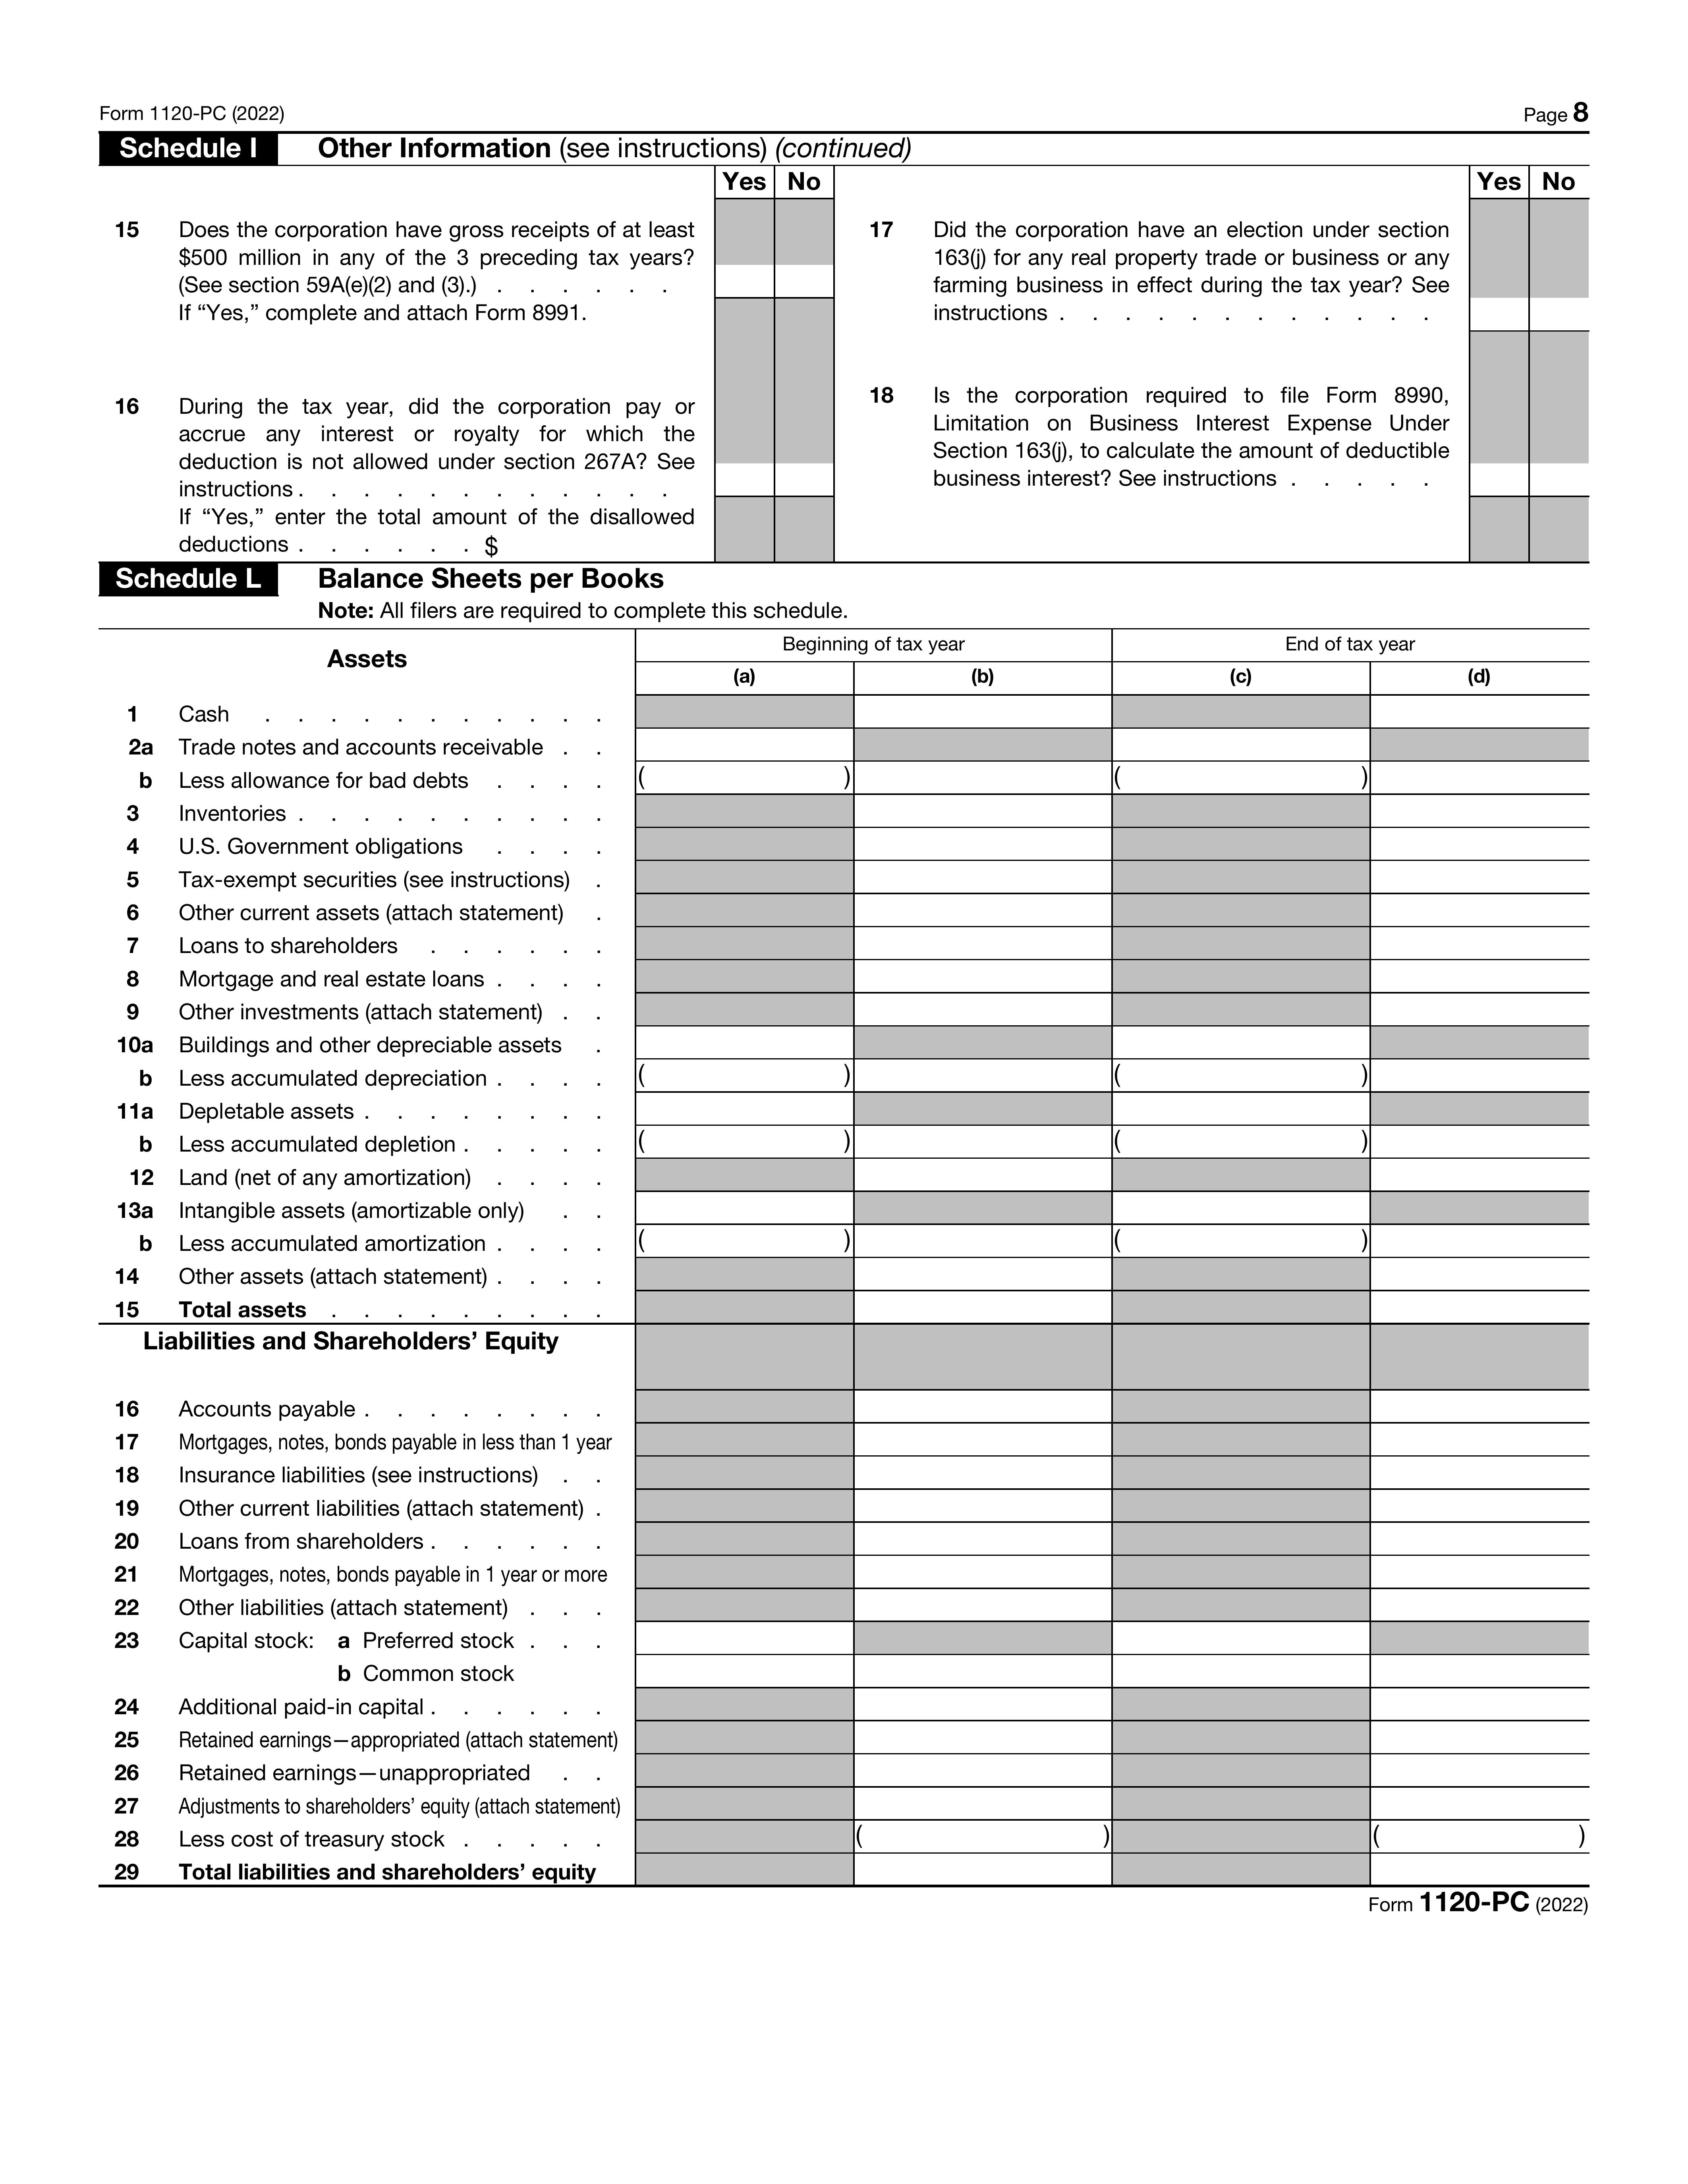 Form 1120-PC (2022)
Page 8
Schedule I Other Information (see instructions) (continued)
Yes No
15 Does the corporation have gross receipts of at least
$500 million in any of the 3 preceding tax years?
(See section 59A(e)(2) and (3).) . . . . . .
If “Yes,” complete and attach Form 8991.
16 During the tax year, did the corporation pay or
accrue any interest or royalty for which the
deduction is not allowed under section 267A? See
instructions . . . . . . . . . . . .
If “Yes,” enter the total amount of the disallowed
deductions . . . . . . $
Yes No
17 Did the corporation have an election under section
163(j) for any real property trade or business or any
farming business in effect during the tax year? See
instructions . . . . . . . . . . . .
18 Is the corporation required to file Form 8990,
Limitation on Business Interest Expense Under
Section 163(j), to calculate the amount of deductible
business interest? See instructions . . . . .
Schedule L Balance Sheets per Books
Note: All filers are required to complete this schedule.
Assets
Beginning of tax year End of tax year
(a) (b) (c) (d)
1 Cash . . . . . . . . . . .
2a Trade notes and accounts receivable . .
b Less allowance for bad debts . . . . ( ) ( )
3 Inventories . . . . . . . . . .
4 U.S. Government obligations . . . .
5 Tax-exempt securities (see instructions) .
6 Other current assets (attach statement) .
7 Loans to shareholders . . . . . .
8 Mortgage and real estate loans . . . .
9 Other investments (attach statement) . .
10a Buildings and other depreciable assets .
b Less accumulated depreciation . . . . ( ) ( )
11a Depletable assets . . . . . . . .
b Less accumulated depletion . . . . . ( ) ( )
12 Land (net of any amortization) . . . .
13a Intangible assets (amortizable only) . .
b Less accumulated amortization . . . . ( ) ( )
14 Other assets (attach statement) . . . .
15 Total assets . . . . . . . . .
Liabilities and Shareholders’ Equity
16 Accounts payable . . . . . . . .
17 Mortgages, notes, bonds payable in less than 1 year
18 Insurance liabilities (see instructions) . .
19 Other current liabilities (attach statement) .
20 Loans from shareholders . . . . . .
21 Mortgages, notes, bonds payable in 1 year or more
22 Other liabilities (attach statement) . . .
23 Capital stock: a Preferred stock . . .
b Common stock
24 Additional paid-in capital . . . . . .
25 Retained earnings—appropriated (attach statement)
26 Retained earnings—unappropriated . .
27 Adjustments to shareholders’ equity (attach statement)
28 Less cost of treasury stock . . . . . ( ) ( )
29 Total liabilities and shareholders’ equity
Form 1120-PC (2022)